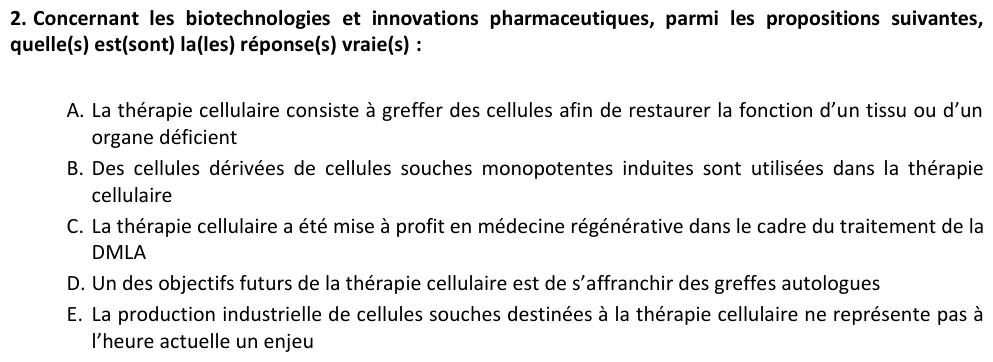 2. Concernant les biotechnologies et innovations pharmaceutiques, parmi les propositions suivantes,
quelle(s) est(sont) la(les) réponse(s) vraie(s) :
A. La thérapie cellulaire consiste à greffer des cellules afin de restaurer la fonction d’un tissu ou d’un
organe déficient
B. Des cellules dérivées de cellules souches monopotentes induites sont utilisées dans la thérapie
cellulaire
C. La thérapie cellulaire a été mise à profit en médecine régénérative dans le cadre du traitement de la
DMLA
D. Un des objectifs futurs de la thérapie cellulaire est de s’affranchir des greffes autologues
E. La production industrielle de cellules souches destinées à la thérapie cellulaire ne représente pas à
l’heure actuelle un enjeu